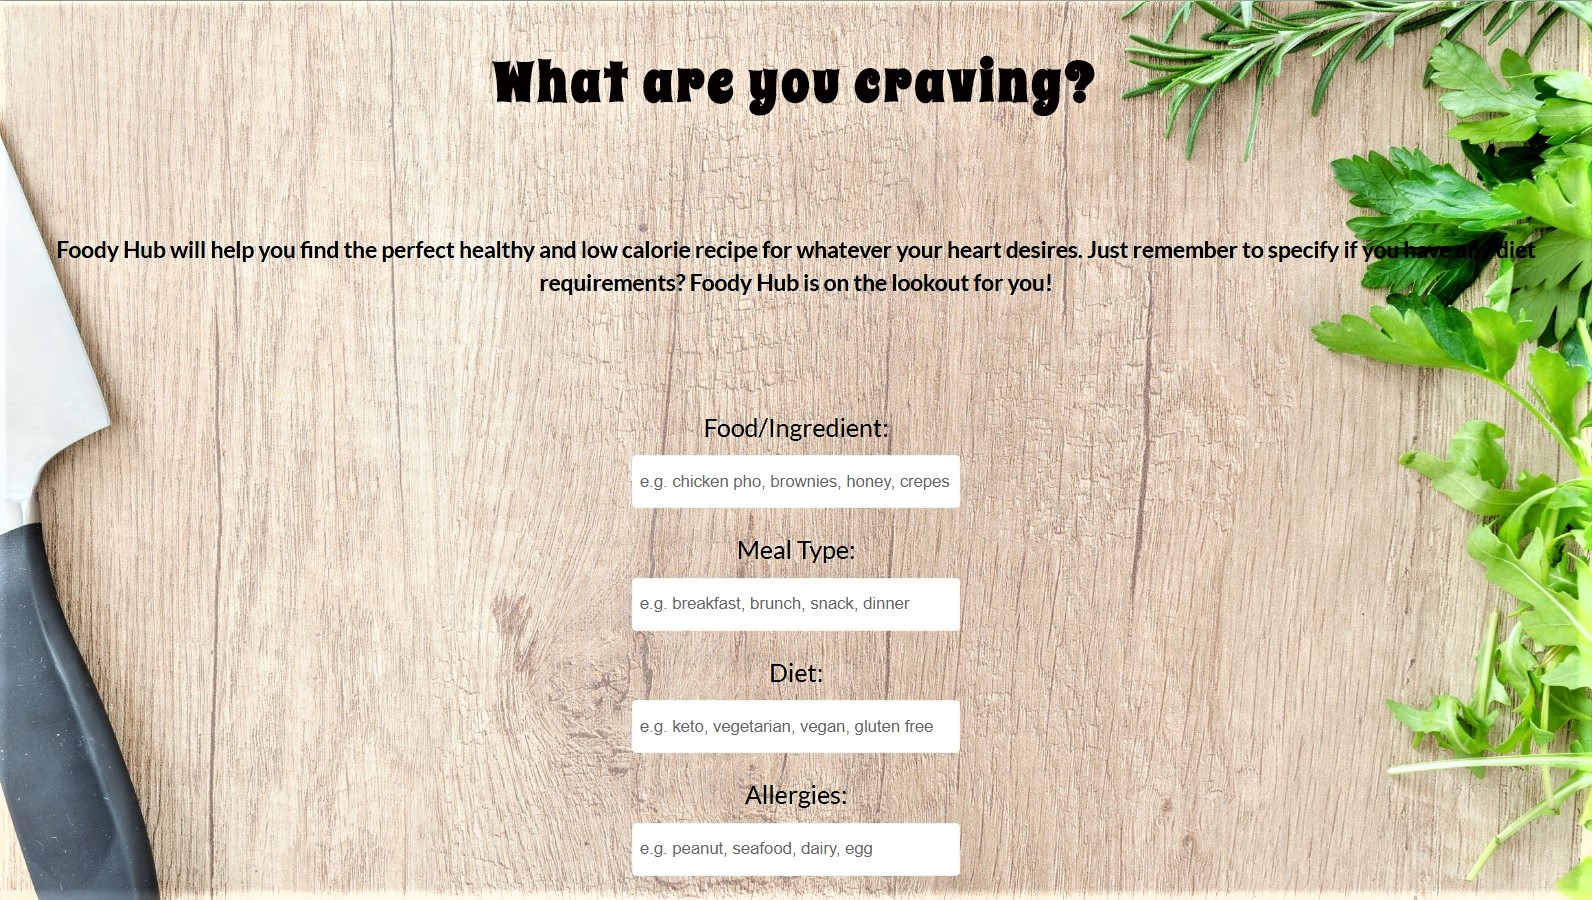 What are you craving?
Foody Hub will help you find the perfect healthy and low calorie recipe for whatever your heart desires. Just remember to specify if you have any diet
requirements? Foody Hub is on the lookout for you!
Food/Ingredient:
e.g. chicken pho, brownies, honey, crepes
Meal Type:
e.g. breakfast, brunch, snack, dinner
Diet:
e.g. keto, vegetarian, vegan, gluten free
Allergies:
e.g. peanut, seafood, dairy, egg